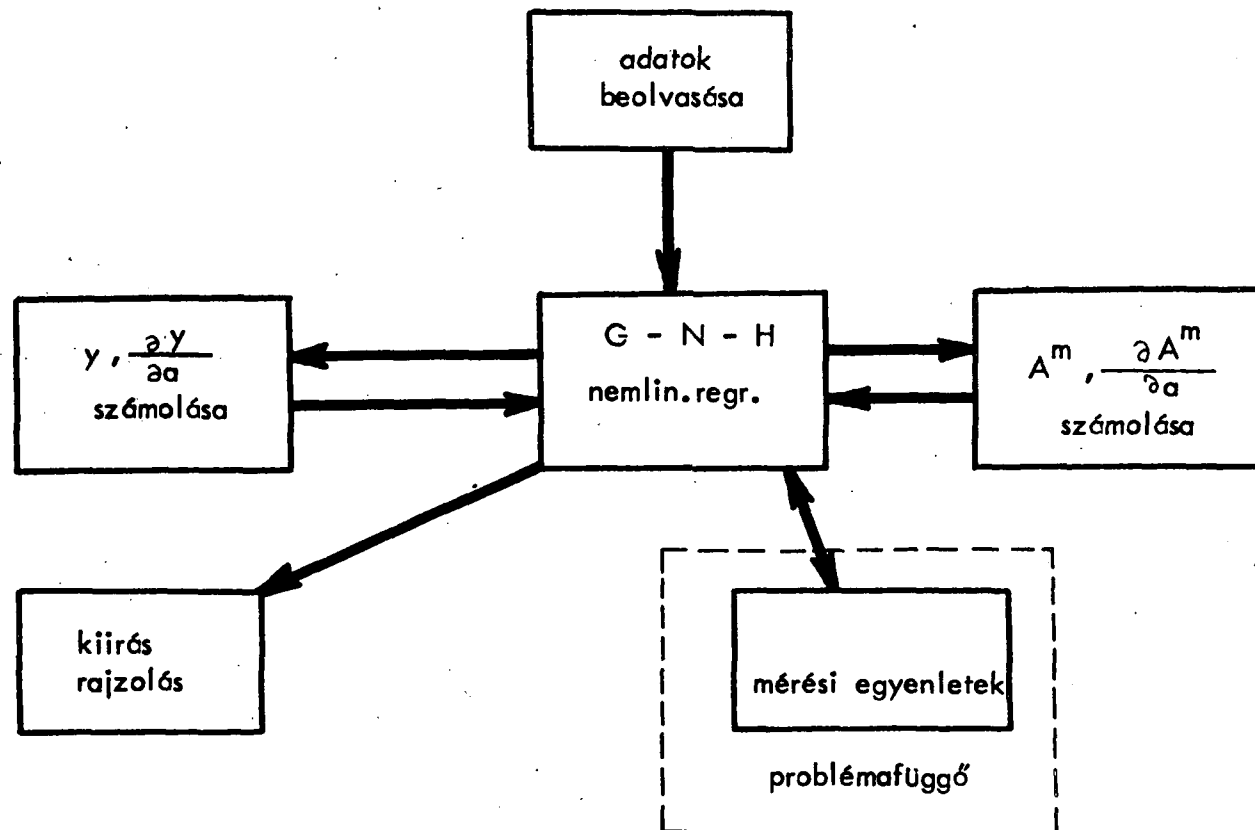 adatok
beolvasása
y, ∂y/∂a
számolása
G - N - H
nemlin.regr.
A^m, ∂A^m/∂a
számolása
kiirás
rajzolás
mérési egyenletek
problémafüggő